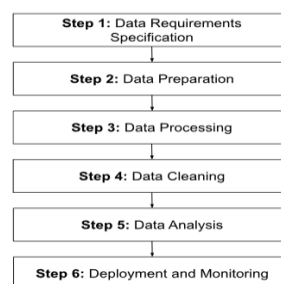 Step 1: Data Requirements
Specification
Step 2: Data Preparation
Step 3: Data Processing
Step 4: Data Cleaning
Step 5: Data Analysis
Step 6: Deployment and Monitoring